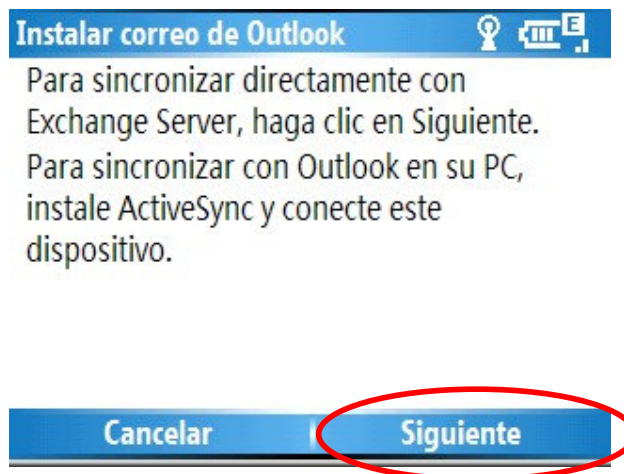 Instalar correo de Outlook E
Para sincronizar directamente con
Exchange Server, haga clic en Siguiente.
Para sincronizar con Outlook en su PC,
instale ActiveSync y conecte este
dispositivo.
Cancelar Siguiente